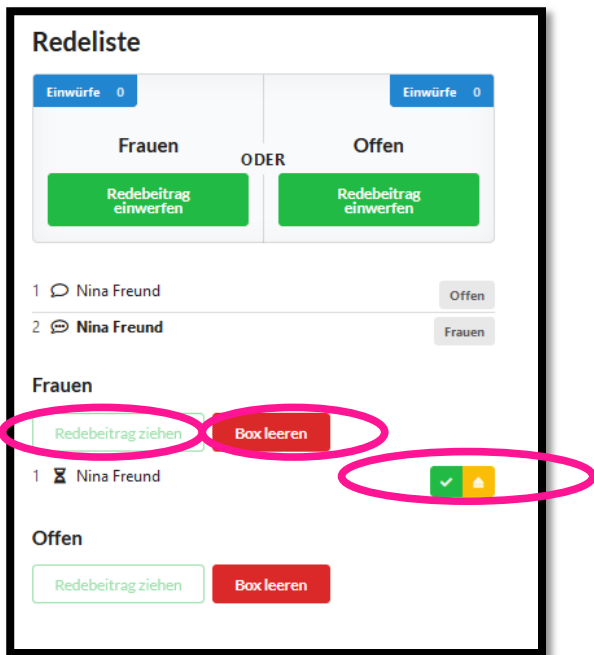 Redeliste
Einwürfe 0
Einwürfe 0
Frauen
ODER
Offen
Redebeitrag
einwerfen
Redebeitrag
einwerfen
1 Nina Freund Offen
2 Nina Freund Frauen
Frauen
Redebeitrag ziehen Box leeren
1 Nina Freund
Offen
Redebeitrag ziehen Box leeren